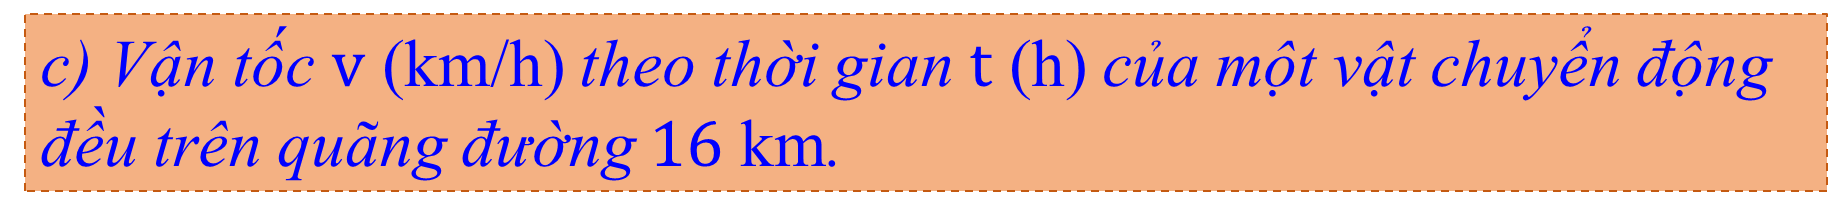 c) Vận tốc v (km/h) theo thời gian t (h) của một vật chuyển động
đều trên quãng đường 16 km.